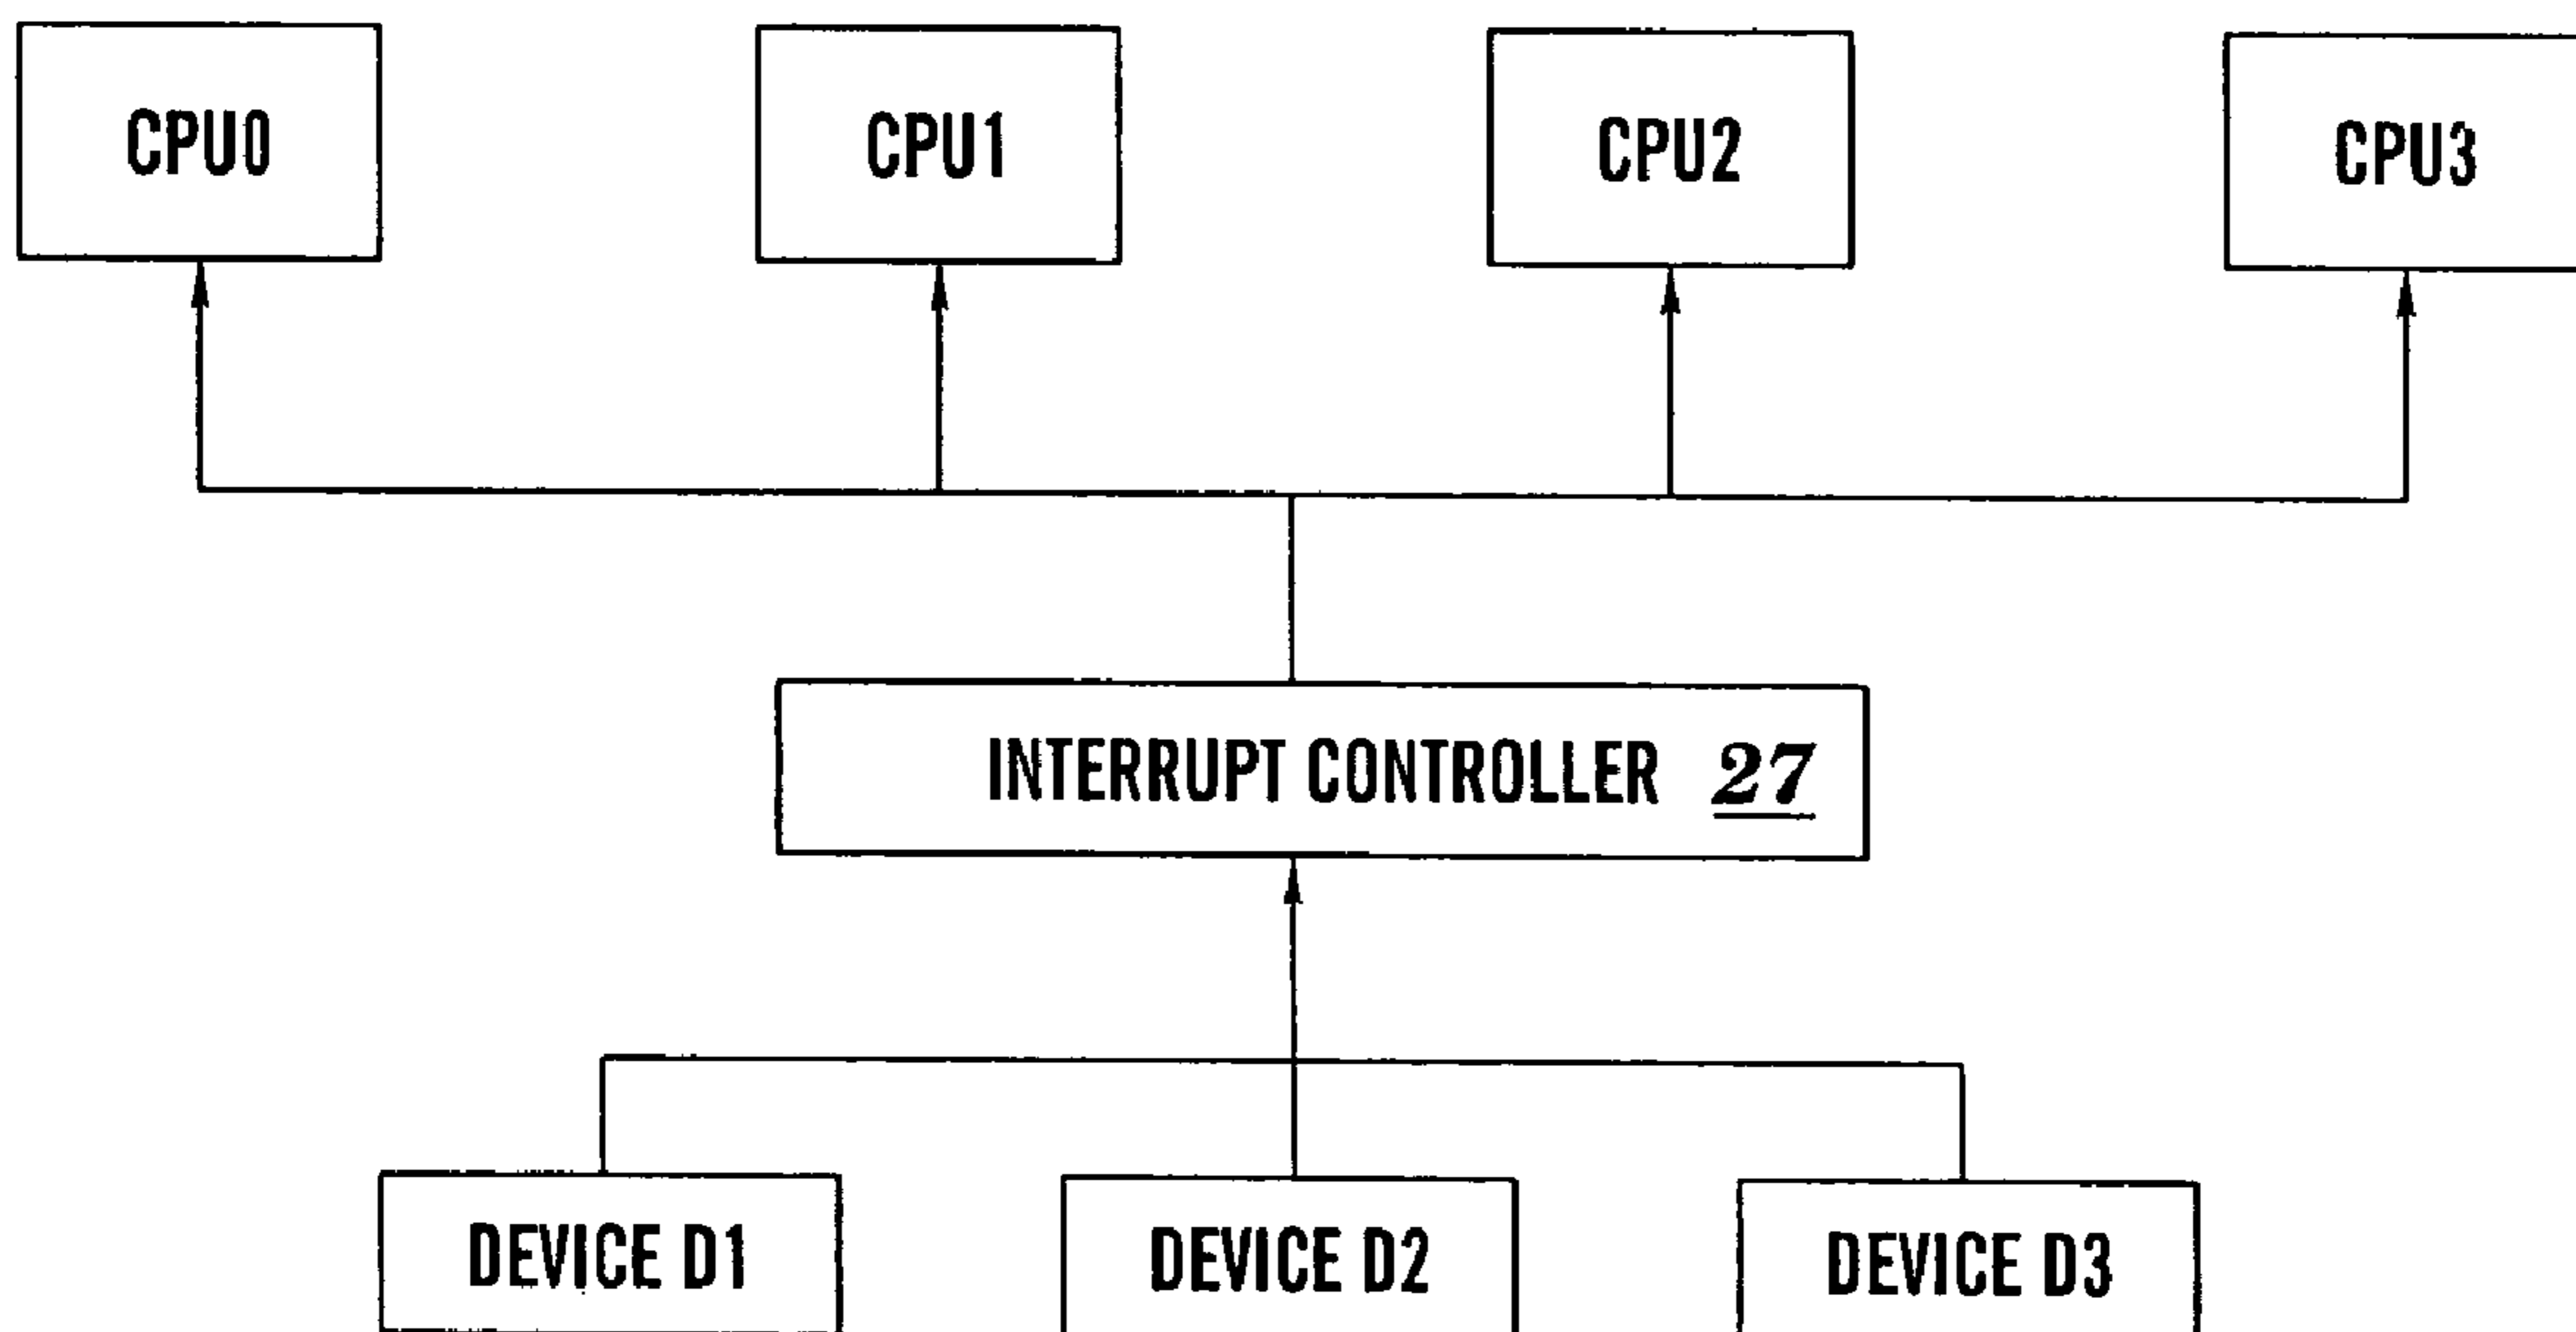 CPU0
CPU1
CPU2
CPU3
INTERRUPT CONTROLLER 27
DEVICE D1
DEVICE D2
DEVICE D3